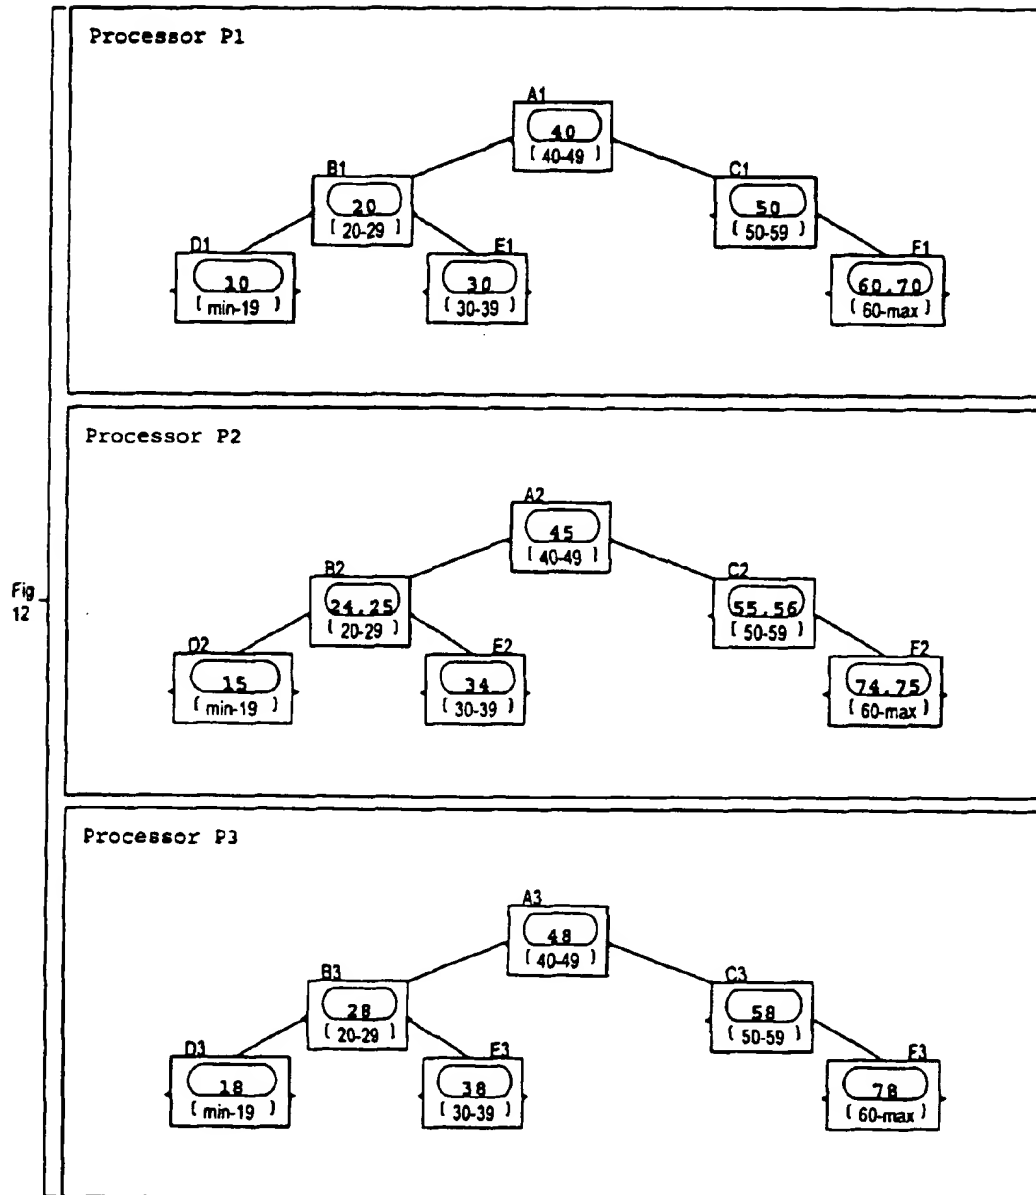 Processor P1
A1
40
{ 40-49 }
B1
20
{ 20-29 }
C1
50
{ 50-59 }
D1
10
{ min-19 }
E1
30
{ 30-39 }
F1
60.70
{ 60-max }
Processor P2
A2
45
{ 40-49 }
B2
24.25
{ 20-29 }
C2
55.56
{ 50-59 }
Fig
12
D2
15
{ min-19 }
E2
34
{ 30-39 }
F2
74.75
{ 60-max }
Processor P3
A3
48
{ 40-49 }
B3
28
{ 20-29 }
C3
58
{ 50-59 }
D3
18
{ min-19 }
E3
38
{ 30-39 }
F3
78
{ 60-max }